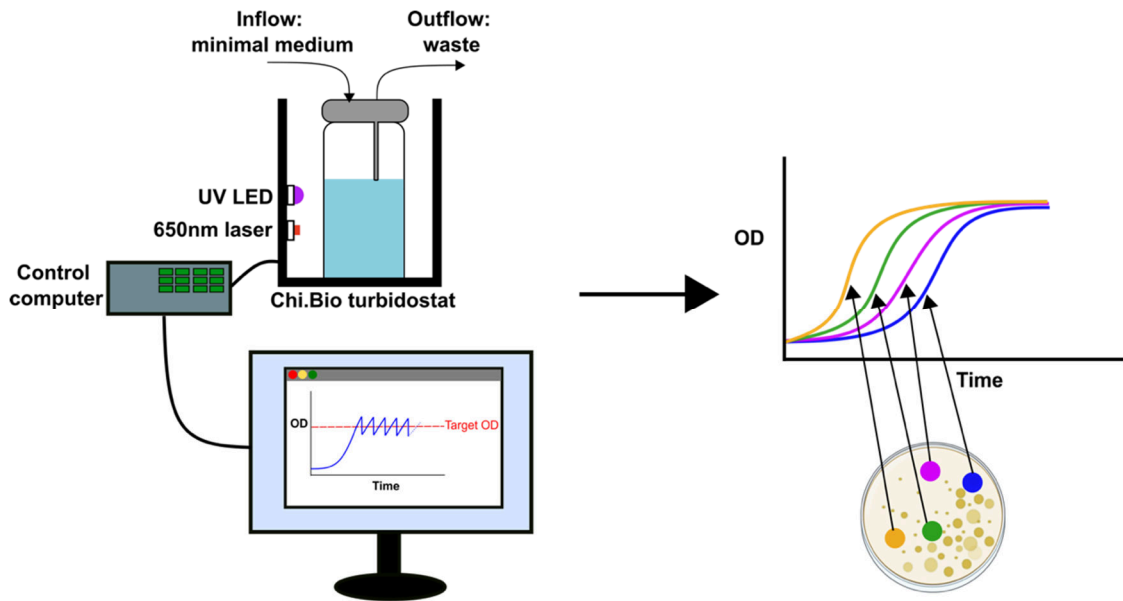 Inflow:
minimal medium
Outflow:
waste
UV LED
650nm laser
Control
computer
Chi.Bio turbidostat
OD
Target OD
Time
OD
Time